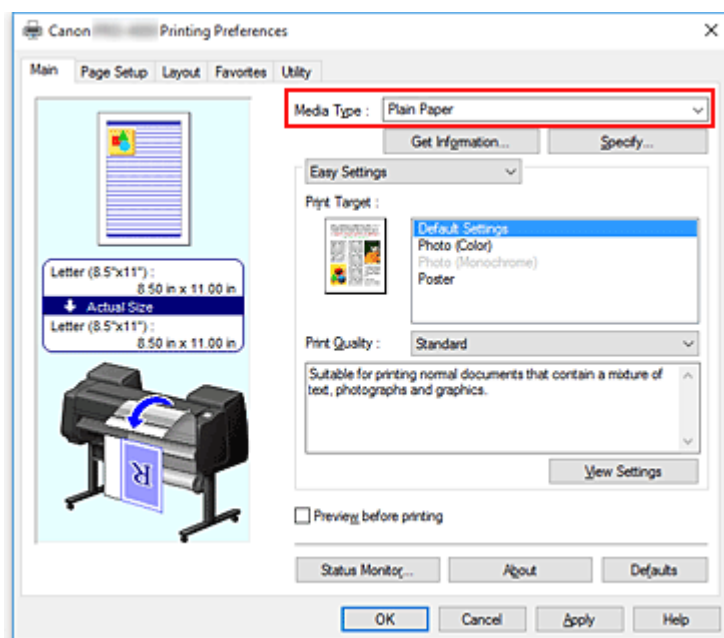 Canon Printing Preferences
Main Page Setup Layout Favorites Utility
Media Type : Plain Paper
Get Information... Specify...
Easy Settings
Print Target :
Default Settings
Photo (Color)
Photo (Monochrome)
Poster
Letter (8.5"x11") :
8.50 in x 11.00 in
Actual Size
Letter (8.5"x11") :
8.50 in x 11.00 in
Print Quality : Standard
Suitable for printing normal documents that contain a mixture of
text, photographs and graphics.
R
View Settings
Preview before printing
Status Monitor... About Defaults
OK Cancel Apply Help